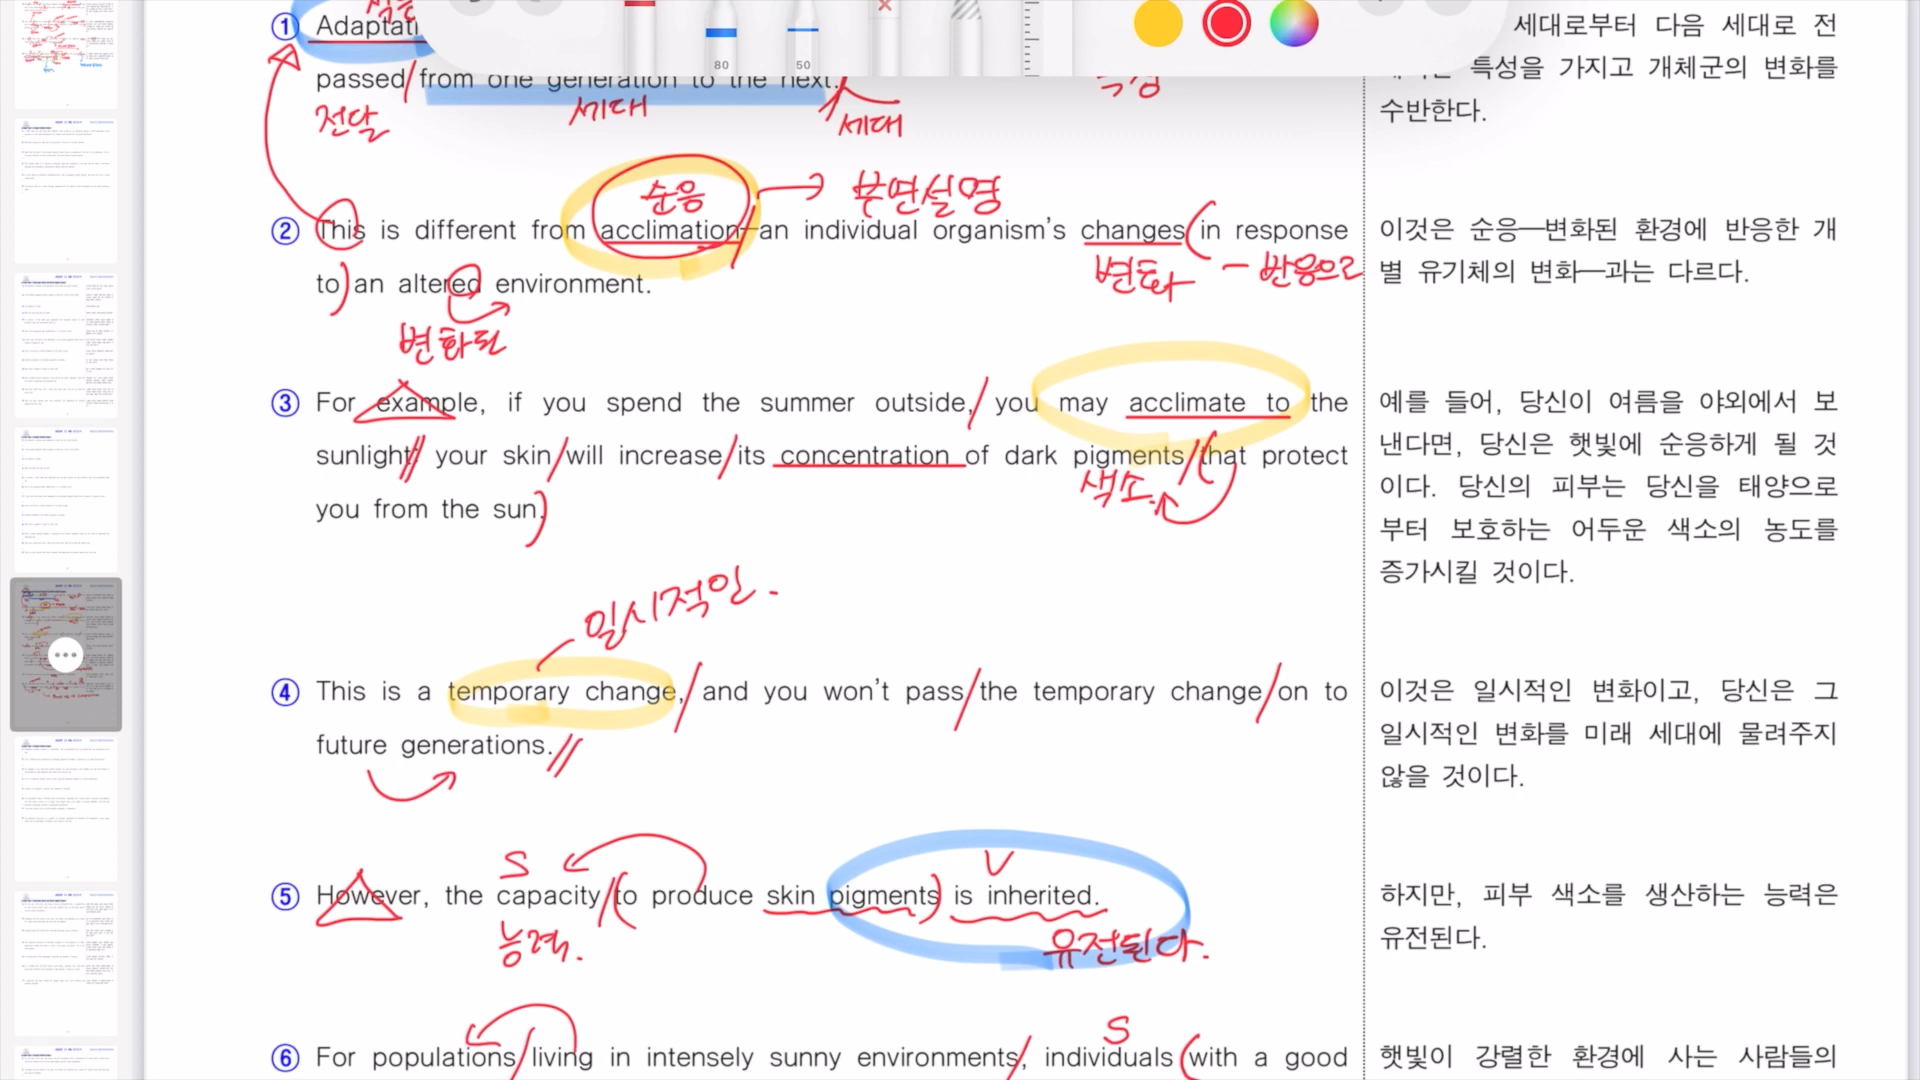 ① Adaptati
passed from one generation to the next.
전달
세대
세대
80
50
세대로부터 다음 세대로 전
특성을 가지고 개체군의 변화를
수반한다.
순응
부연설명
② This is different from acclimation—an individual organism's changes in response
to an altered environment.
변화
- 반응으로
변화된
이것은 순응—변화된 환경에 반응한 개
별 유기체의 변화—과는 다르다.
③ For example, if you spend the summer outside, you may acclimate to the
sunlight; your skin will increase its concentration of dark pigments that protect
색소.
you from the sun.
예를 들어, 당신이 여름을 야외에서 보
낸다면, 당신은 햇빛에 순응하게 될 것
이다. 당신의 피부는 당신을 태양으로
부터 보호하는 어두운 색소의 농도를
증가시킬 것이다.
일시적인.
④ This is a temporary change, and you won't pass the temporary change on to
future generations.
이것은 일시적인 변화이고, 당신은 그
일시적인 변화를 미래 세대에 물려주지
않을 것이다.
S
V
⑤ However, the capacity to produce skin pigments is inherited.
능력.
유전된다.
하지만, 피부 색소를 생산하는 능력은
유전된다.
S
⑥ For populations living in intensely sunny environments, individuals with a good
햇빛이 강렬한 환경에 사는 사람들의